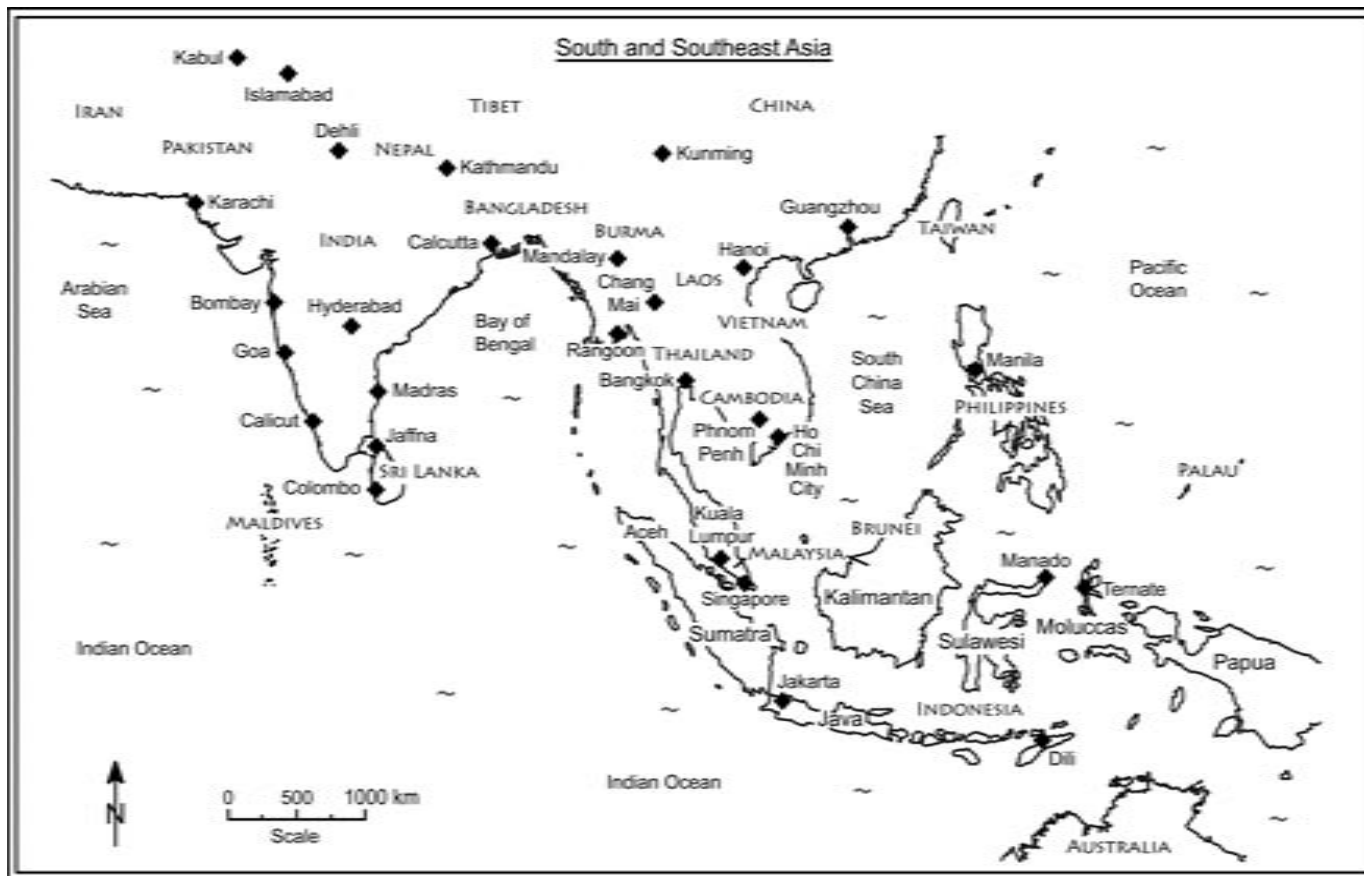 South and Southeast Asia
Kabul
Islamabad
IRAN
TIBET
CHINA
Dehli
PAKISTAN
NEPAL
Kathmandu
Kunming
Karachi
BANGLADESH
Guangzhou
TAIWAN
INDIA
Calcutta
BURMA
Mandalay
Hanoi
Chang
Mai
LAOS
Pacific
Ocean
Arabian
Sea
Bombay
Hyderabad
Bay of
Bengal
VIETNAM
Goa
Rangoon
THAILAND
South
China
Sea
Manila
Madras
Bangkok
CAMBODIA
PHILIPPINES
Calicut
Phnom
Penh
Ho
Chi
Minh
City
Jaffna
SRI LANKA
PALAU
Colombo
MALDIVES
Aceh
Kuala
Lumpur
MALAYSIA
BRUNEI
Manado
Singapore
Kalimantan
Ternate
Sumatra
Sulawesi
Moluccas
Papua
Indian Ocean
Jakarta
Java
INDONESIA
Dili
Indian Ocean
N
0 500 1000 km
Scale
AUSTRALIA